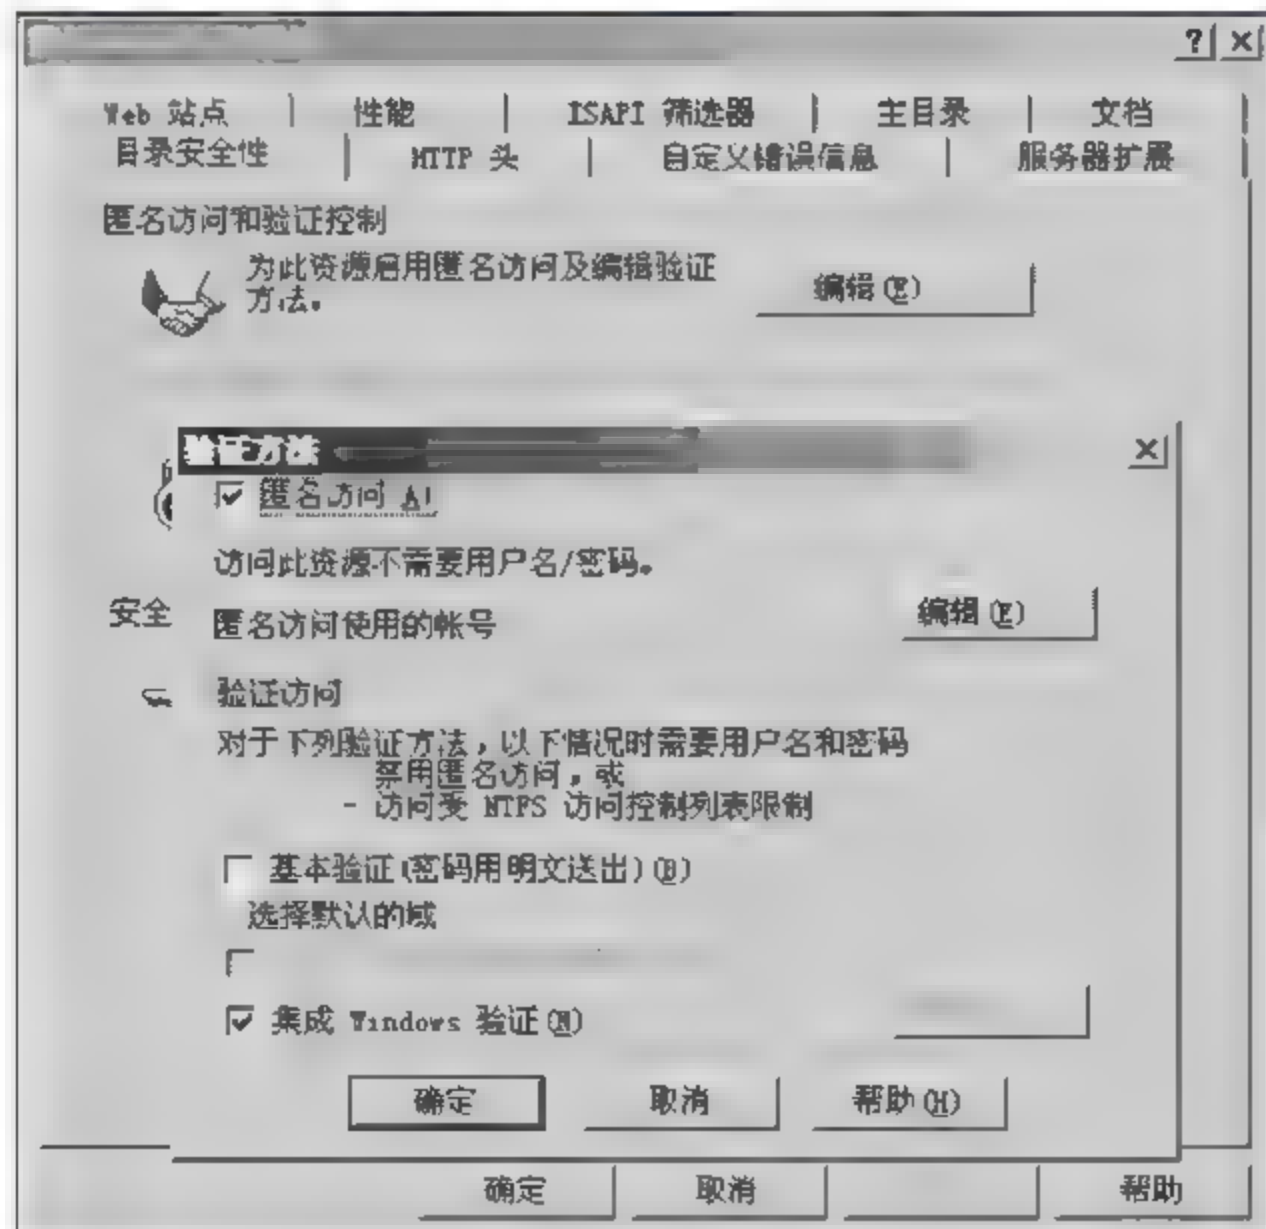 Web 站点 性能 ISAPI 筛选器 主目录 文档
目录安全性 HTTP 头 自定义错误信息 服务器扩展
匿名访问和验证控制
为此资源启用匿名访问及编辑验证
方法。
编辑(E)
验证方法
匿名访问 A
访问此资源不需要用户名/密码。
安全
匿名访问使用的帐号
编辑(E)
验证访问
对于下列验证方法,以下情况时需要用户名和密码
禁用匿名访问,或
- 访问受 NTFS 访问控制列表限制
基本验证(密码用明文送出)(B)
选择默认的域
集成 Windows 验证(N)
确定 取消 帮助(H)
确定 取消 帮助